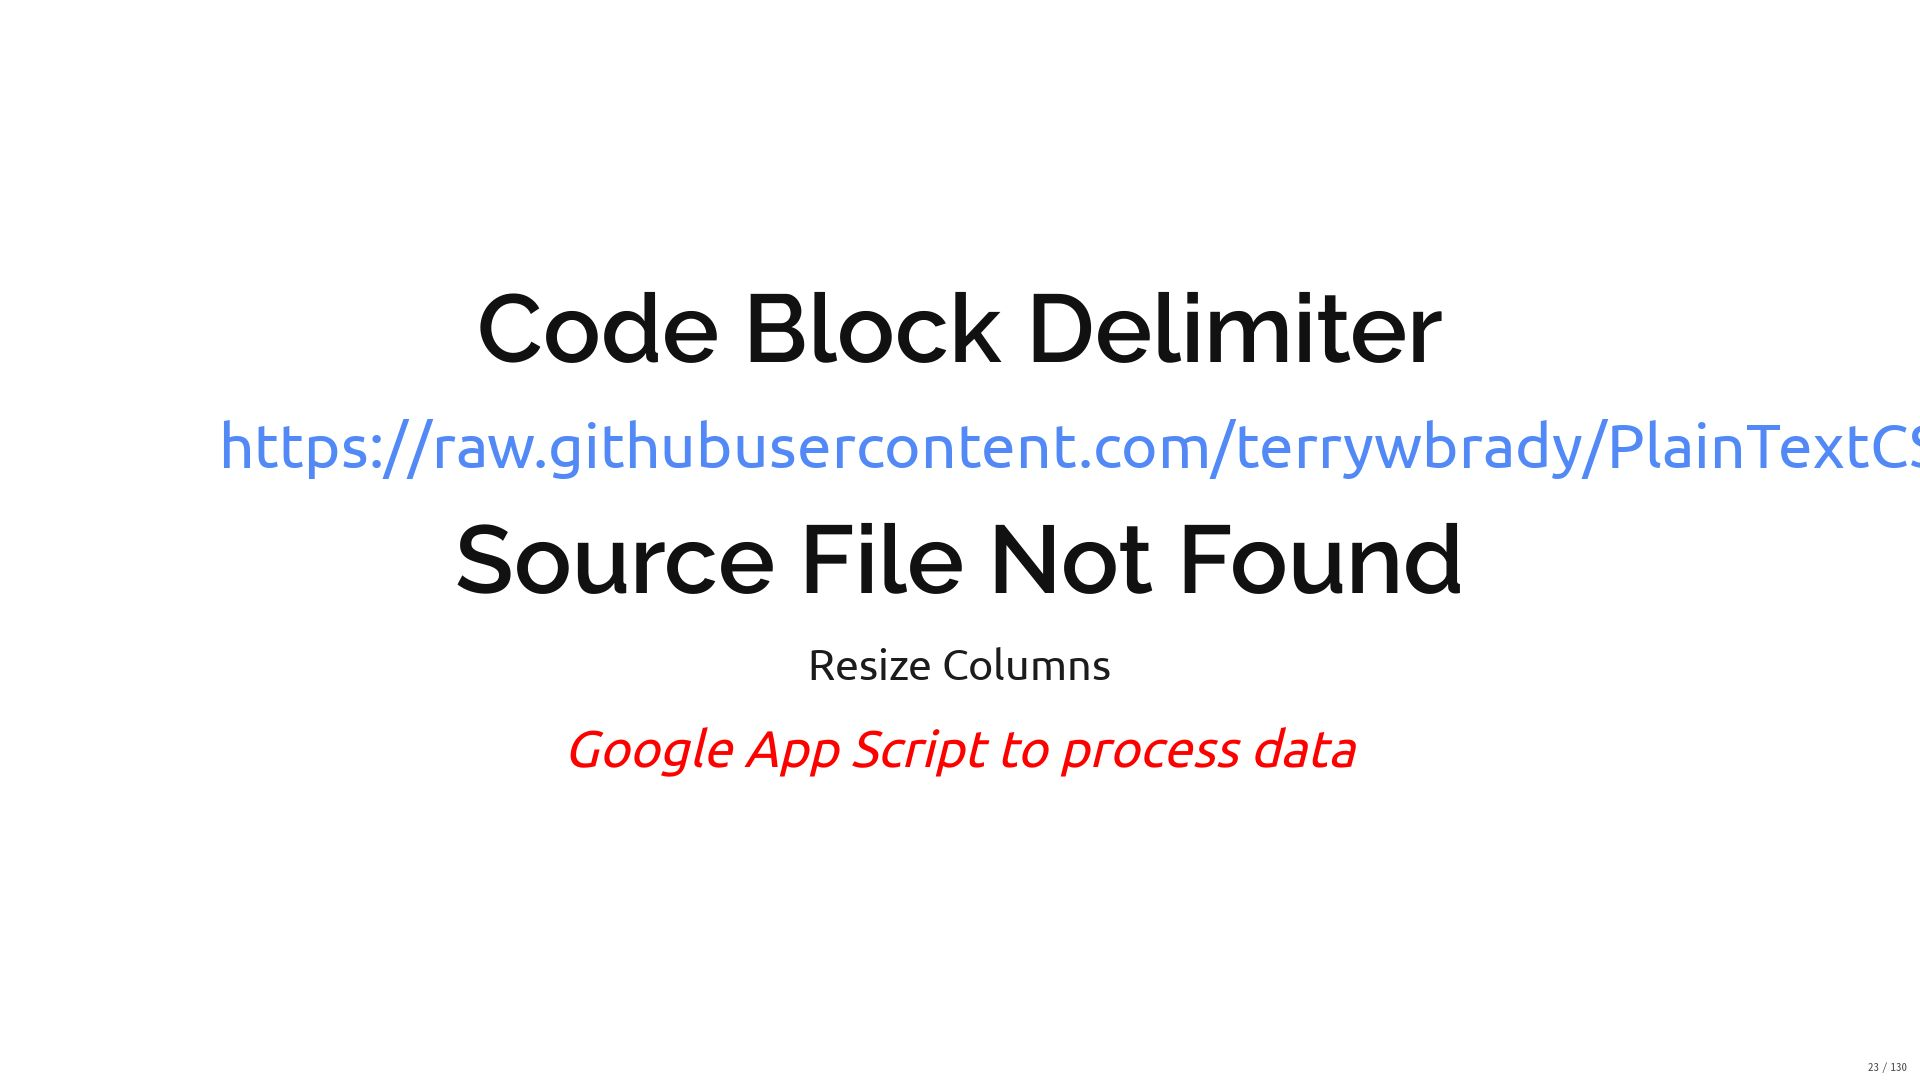 Code Block Delimiter
https://raw.githubusercontent.com/terrywbrady/PlainTextCS
Source File Not Found
Resize Columns
Google App Script to process data
23 / 130